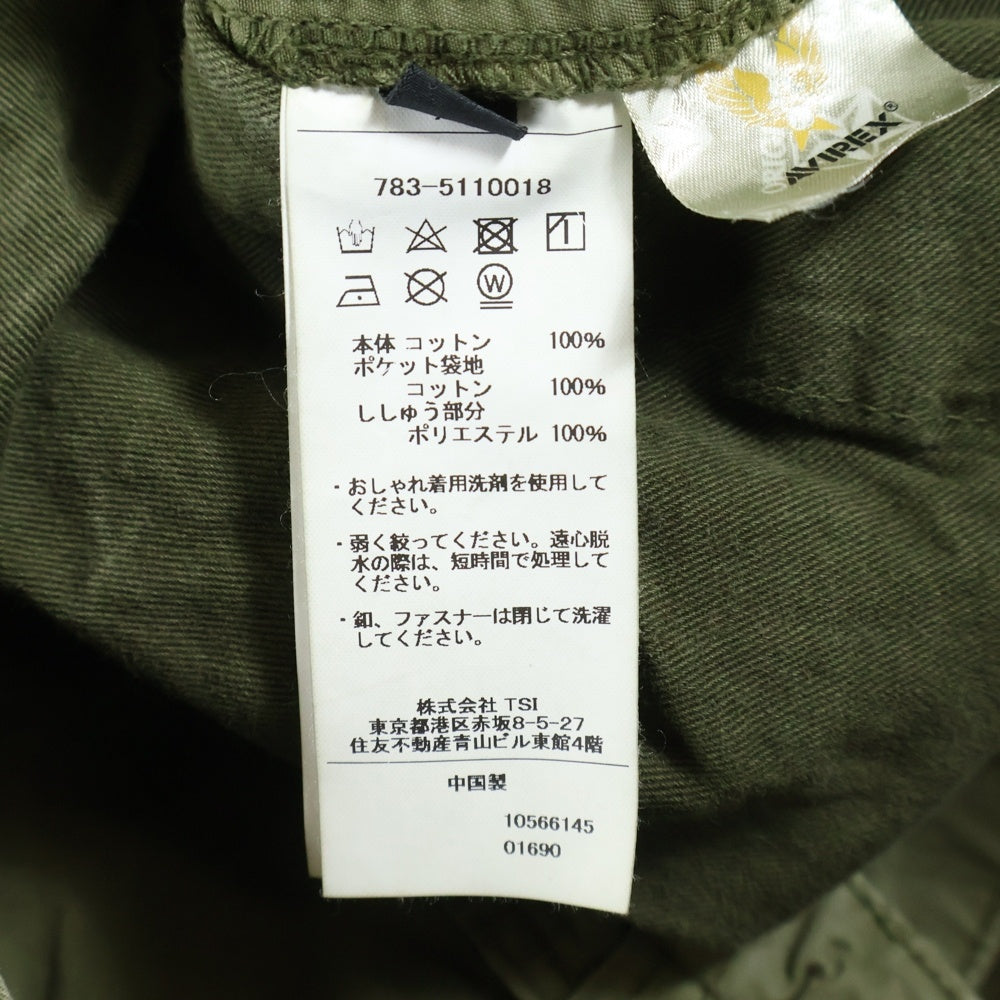 783-5110018
W
本体 コットン 100%
ポケット袋地
コットン 100%
ししゅう部分
ポリエステル 100%
・おしゃれ着用洗剤を使用して
ください。
・弱く絞ってください。遠心脱
水の際は、短時間で処理して
ください。
・釦、ファスナーは閉じて洗濯
してください。
株式会社 TSI
東京都港区赤坂8-5-27
住友不動産青山ビル東館4階
中国製
10566145
01690
AVIREX®